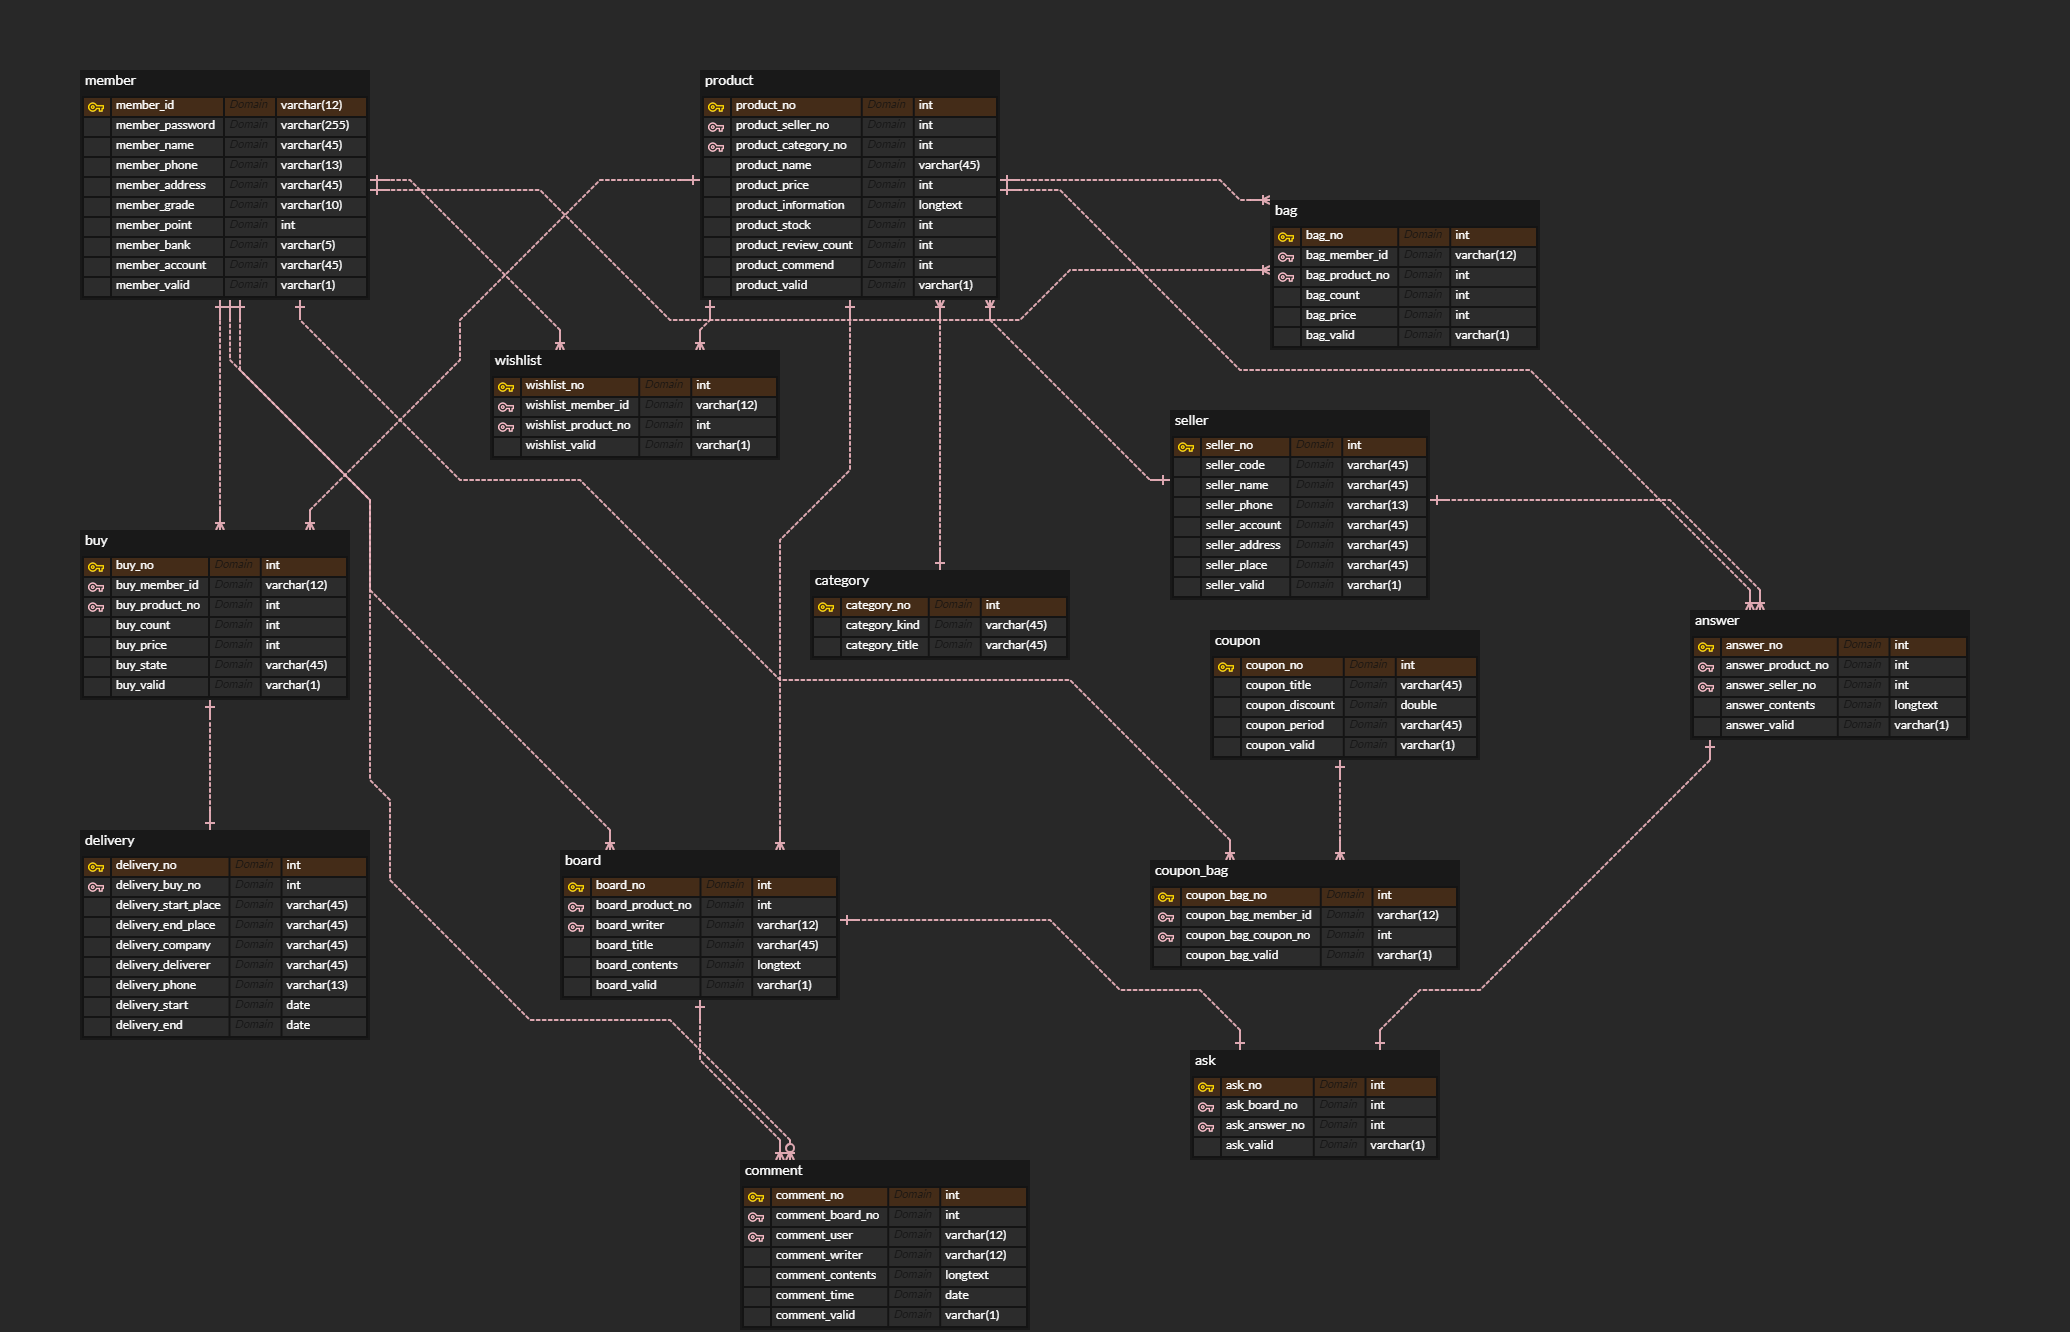 member
member_id Domain varchar(12)
member_password Domain varchar(255)
member_name Domain varchar(45)
member_phone Domain varchar(13)
member_address Domain varchar(45)
member_grade Domain varchar(10)
member_point Domain int
member_bank Domain varchar(5)
member_account Domain varchar(45)
member_valid Domain varchar(1)
product
product_no Domain int
product_seller_no Domain int
product_category_no Domain int
product_name Domain varchar(45)
product_price Domain int
product_information Domain longtext
product_stock Domain int
product_review_count Domain int
product_commend Domain int
product_valid Domain varchar(1)
bag
bag_no Domain int
bag_member_id Domain varchar(12)
bag_product_no Domain int
bag_count Domain int
bag_price Domain int
bag_valid Domain varchar(1)
wishlist
wishlist_no Domain int
wishlist_member_id Domain varchar(12)
wishlist_product_no Domain int
wishlist_valid Domain varchar(1)
seller
seller_no Domain int
seller_code Domain varchar(45)
seller_name Domain varchar(45)
seller_phone Domain varchar(13)
seller_account Domain varchar(45)
seller_address Domain varchar(45)
seller_place Domain varchar(45)
seller_valid Domain varchar(1)
buy
buy_no Domain int
buy_member_id Domain varchar(12)
buy_product_no Domain int
buy_count Domain int
buy_price Domain int
buy_state Domain varchar(45)
buy_valid Domain varchar(1)
category
category_no Domain int
category_kind Domain varchar(45)
category_title Domain varchar(45)
coupon
coupon_no Domain int
coupon_title Domain varchar(45)
coupon_discount Domain double
coupon_period Domain varchar(45)
coupon_valid Domain varchar(1)
answer
answer_no Domain int
answer_product_no Domain int
answer_seller_no Domain int
answer_contents Domain longtext
answer_valid Domain varchar(1)
delivery
delivery_no Domain int
delivery_buy_no Domain int
delivery_start_place Domain varchar(45)
delivery_end_place Domain varchar(45)
delivery_company Domain varchar(45)
delivery_deliverer Domain varchar(45)
delivery_phone Domain varchar(13)
delivery_start Domain date
delivery_end Domain date
board
board_no Domain int
board_product_no Domain int
board_writer Domain varchar(12)
board_title Domain varchar(45)
board_contents Domain longtext
board_valid Domain varchar(1)
coupon_bag
coupon_bag_no Domain int
coupon_bag_member_id Domain varchar(12)
coupon_bag_coupon_no Domain int
coupon_bag_valid Domain varchar(1)
ask
ask_no Domain int
ask_board_no Domain int
ask_answer_no Domain int
ask_valid Domain varchar(1)
comment
comment_no Domain int
comment_board_no Domain int
comment_user Domain varchar(12)
comment_writer Domain varchar(12)
comment_contents Domain longtext
comment_time Domain date
comment_valid Domain varchar(1)